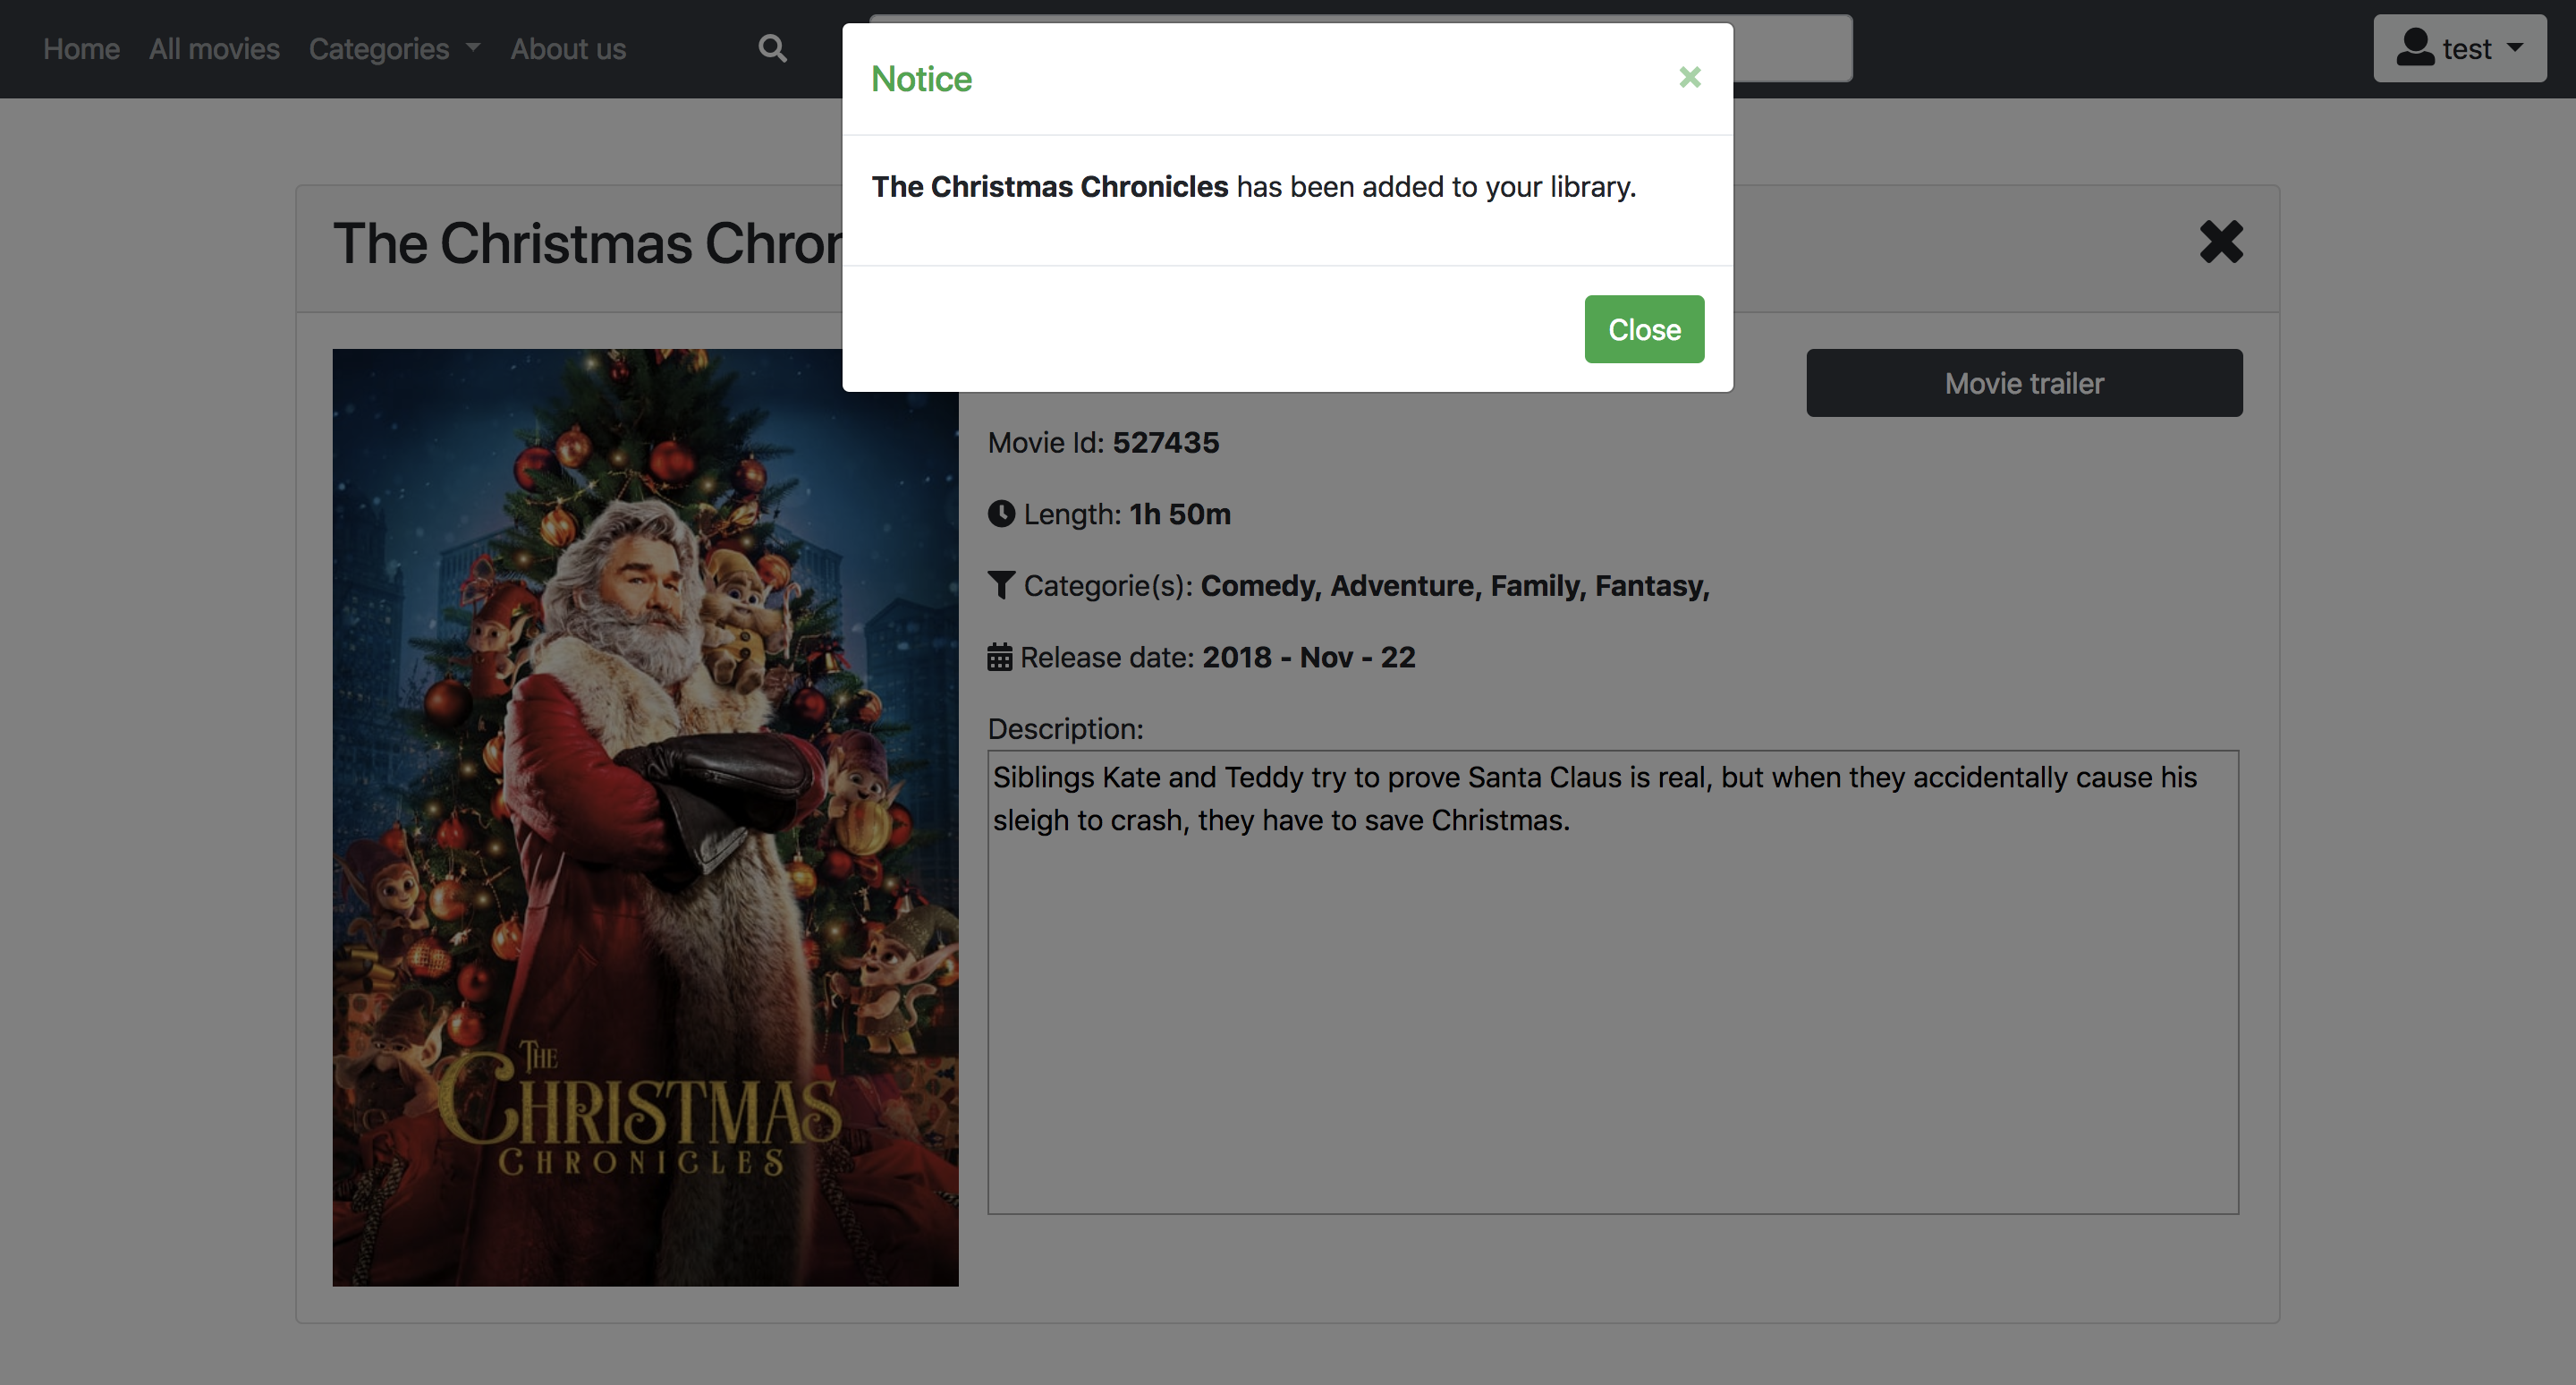 Home All movies Categories About us test
Notice ×
The Christmas Chronicles has been added to your library.
Close
The Christmas Chron
Movie trailer
Movie Id: 527435
Length: 1h 50m
Categorie(s): Comedy, Adventure, Family, Fantasy,
Release date: 2018 - Nov - 22
Description:
Siblings Kate and Teddy try to prove Santa Claus is real, but when they accidentally cause his
sleigh to crash, they have to save Christmas.
THE
CHRISTMAS
CHRONICLES